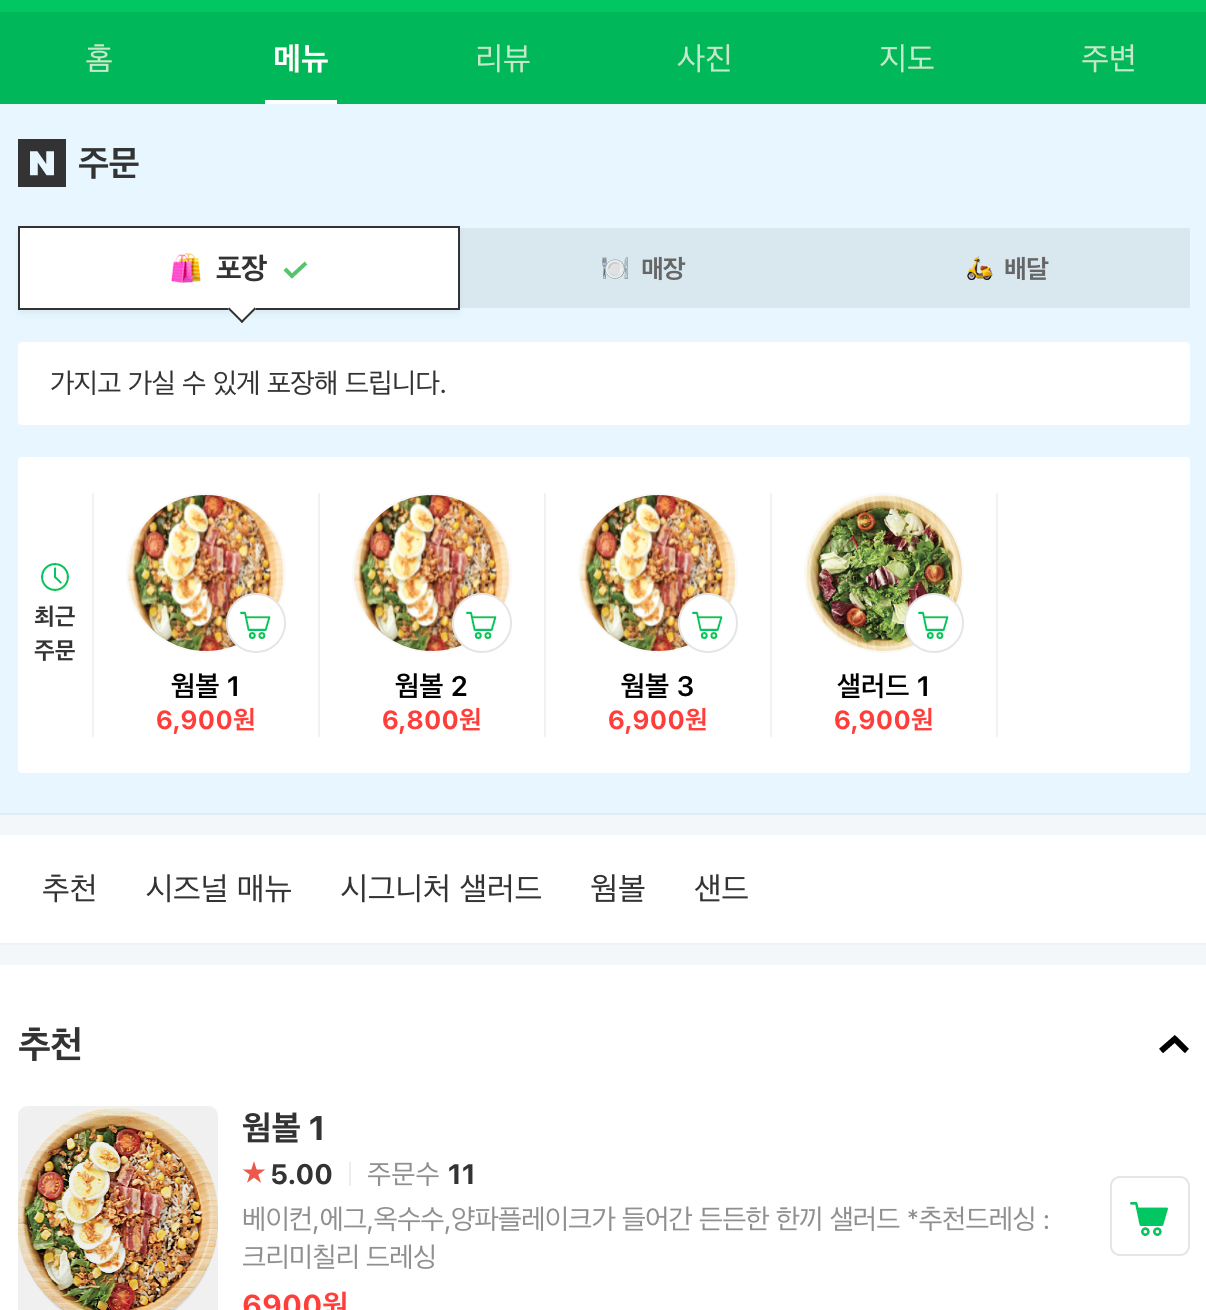 홈 메뉴 리뷰 사진 지도 주변
N 주문
포장 매장 배달
가지고 가실 수 있게 포장해 드립니다.
최근
주문
웜볼 1 웜볼 2 웜볼 3 샐러드 1
6,900원 6,800원 6,900원 6,900원
추천 시즈널 매뉴 시그니처 샐러드 웜볼 샌드
추천
웜볼 1
5.00 주문수 11
베이컨,에그,옥수수,양파플레이크가 들어간 든든한 한끼 샐러드 *추천드레싱 :
크리미칠리 드레싱
6900원